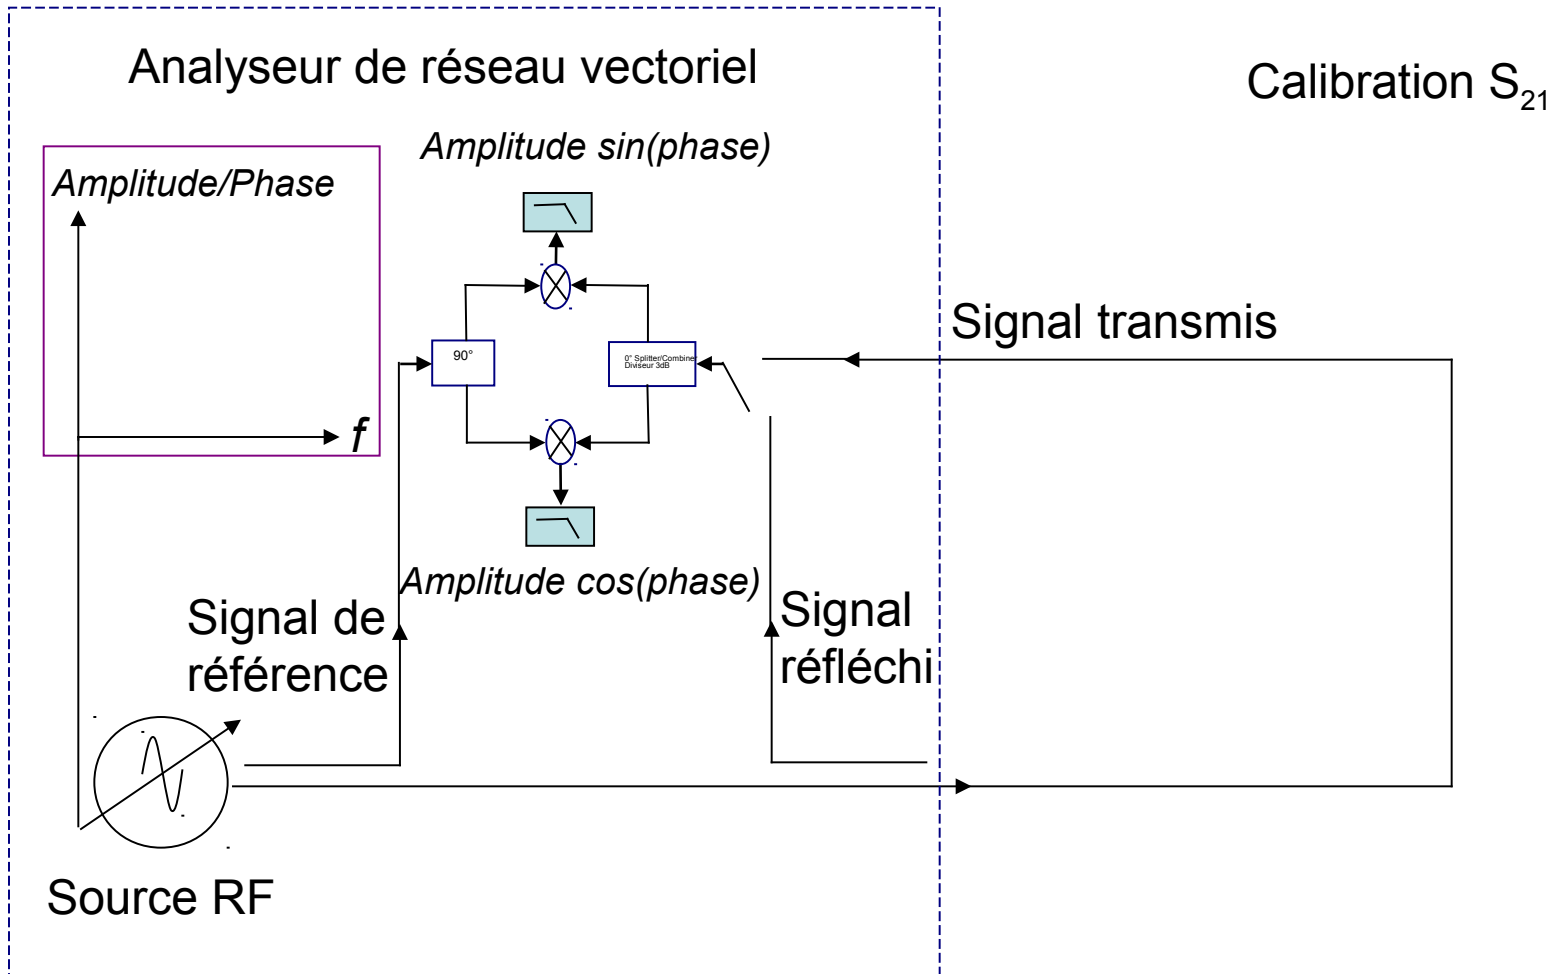 Analyseur de réseau vectoriel
Calibration S21
Amplitude sin(phase)
Amplitude/Phase
f
90°
0° Splitter/Combiner
Diviseur 3dB
Signal transmis
Amplitude cos(phase)
Signal de
référence
Signal
réfléchi
Source RF